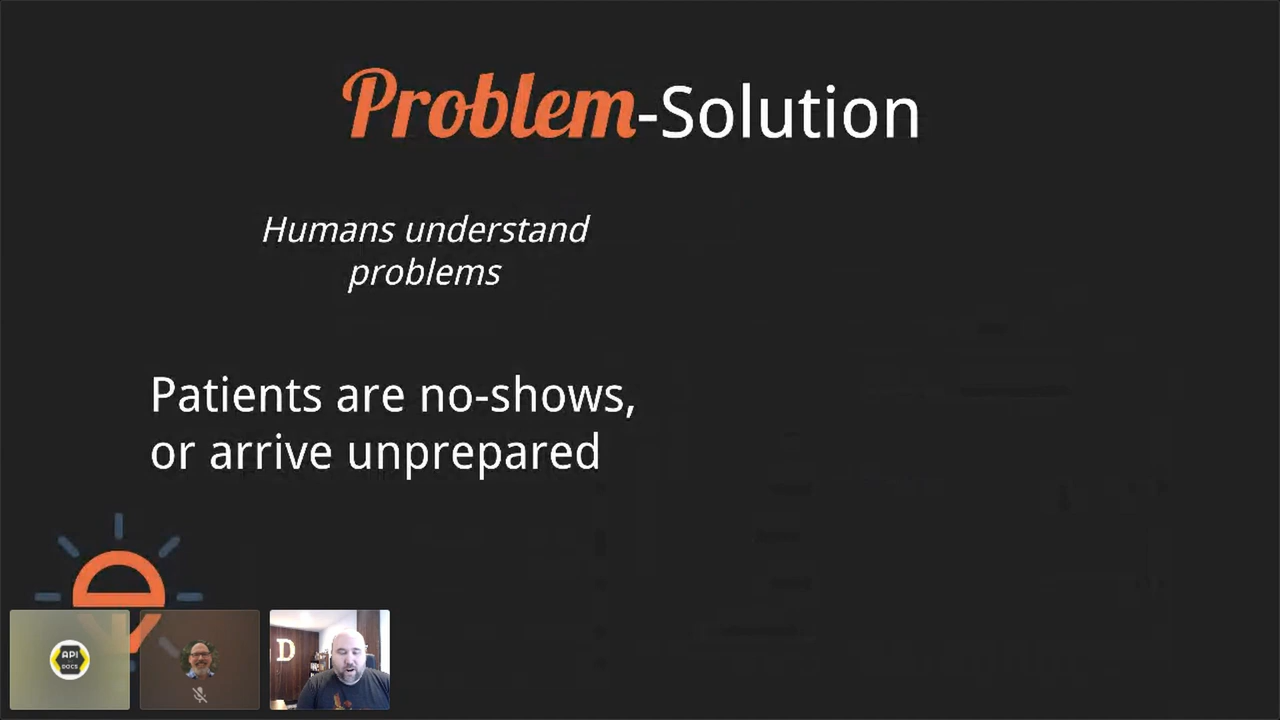 Problem-Solution
Humans understand
problems
Patients are no-shows,
or arrive unprepared
API
DOCS
D